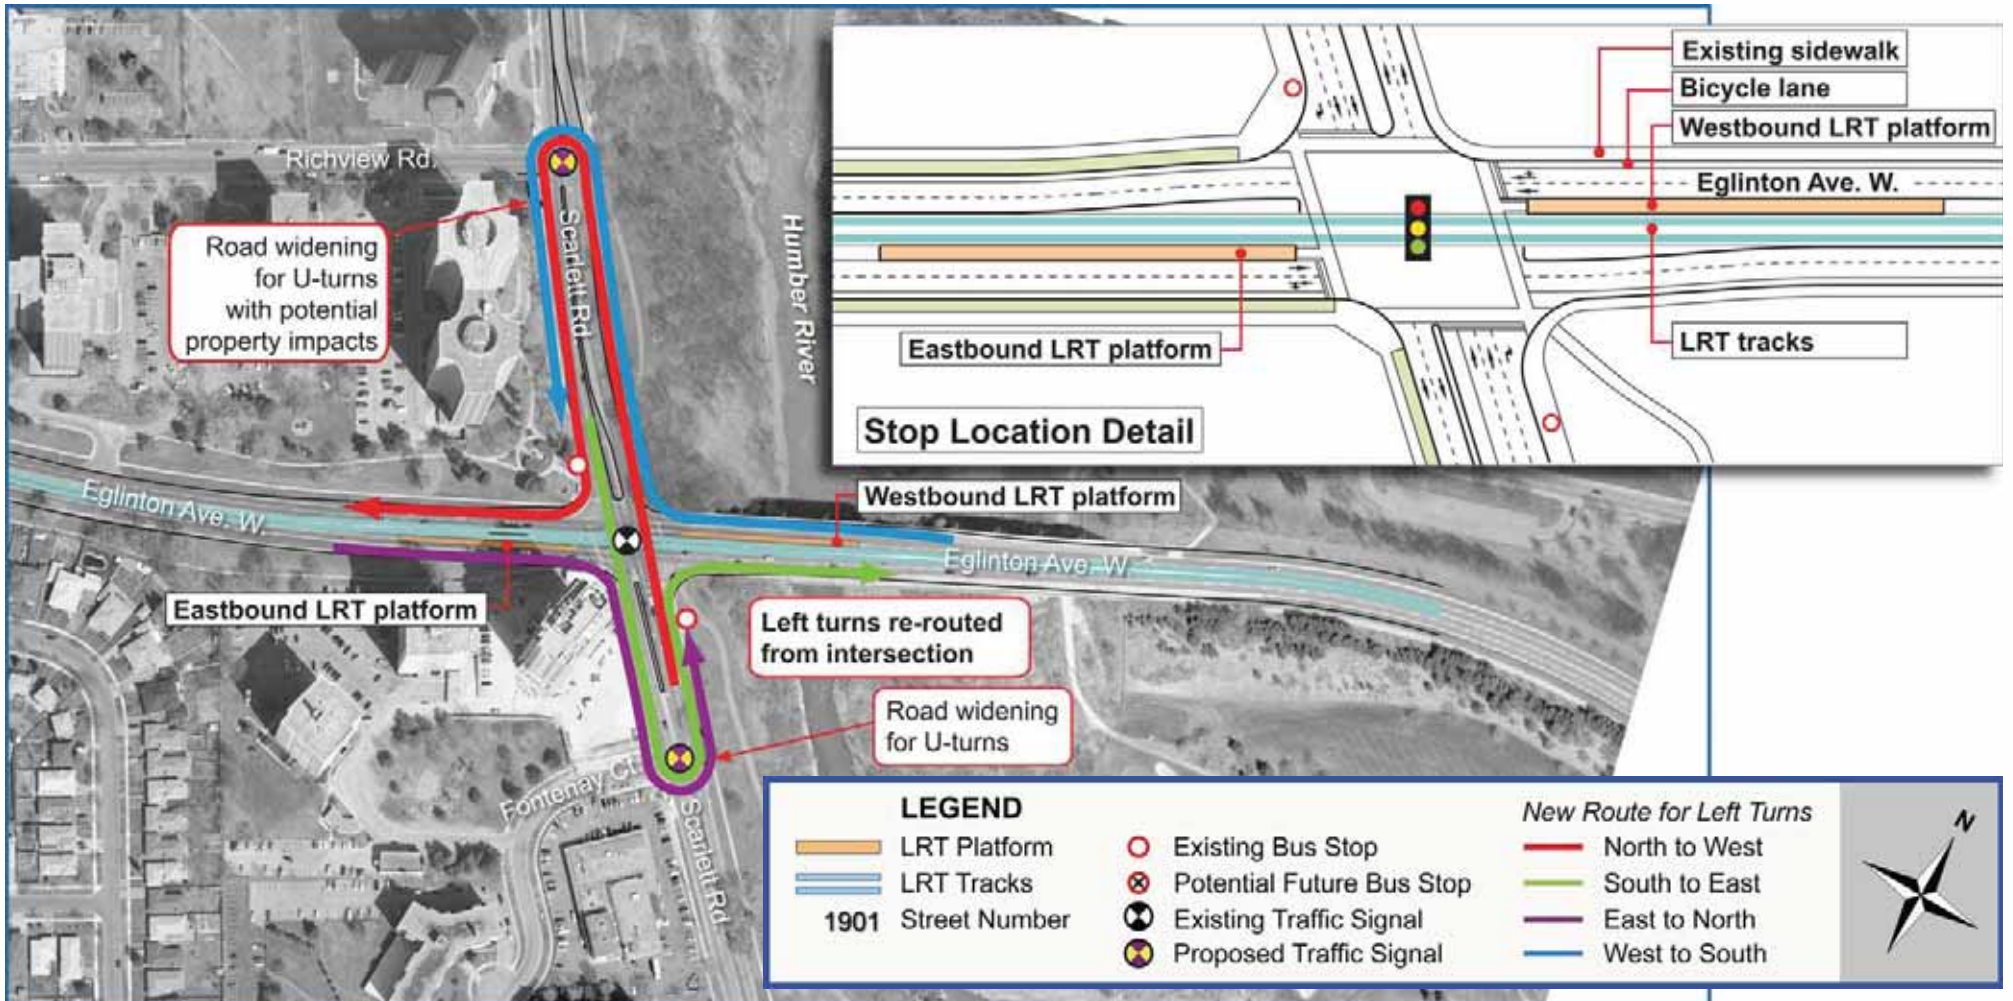 Richview Rd.
Scarlett Rd.
Humber River
Road widening
for U-turns
with potential
property impacts
Existing sidewalk
Bicycle lane
Westbound LRT platform
Eglinton Ave. W.
Eastbound LRT platform
LRT tracks
Stop Location Detail
Eglinton Ave. W.
Westbound LRT platform
Eglinton Ave. W.
Eastbound LRT platform
Left turns re-routed
from intersection
Road widening
for U-turns
Fontenay Ct.
Scarlett Rd.
LEGEND
LRT Platform
LRT Tracks
1901 Street Number
Existing Bus Stop
Potential Future Bus Stop
Existing Traffic Signal
Proposed Traffic Signal
New Route for Left Turns
North to West
South to East
East to North
West to South
N